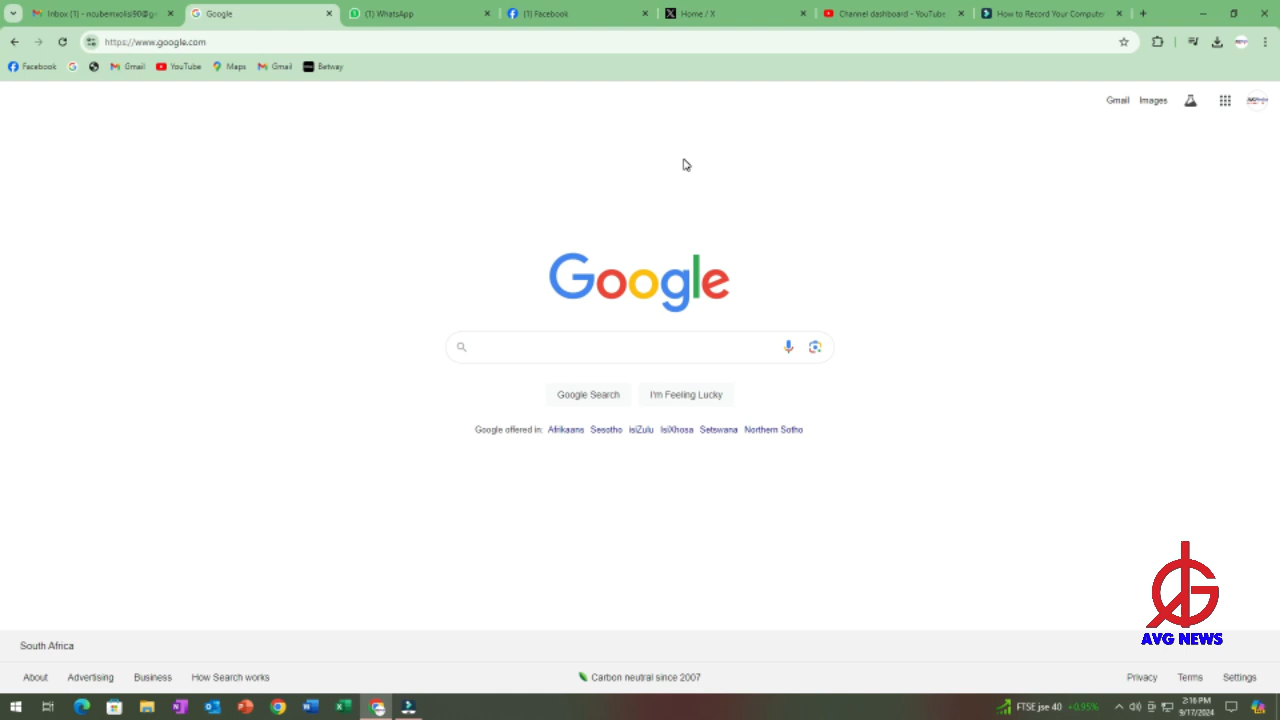 Inbox (1) - ncubemxolisi90@g
Google
(1) WhatsApp
(1) Facebook
Home / X
Channel dashboard - YouTube
How to Record Your Computer
https://www.google.com
Facebook
Gmail
YouTube
Maps
Gmail
Betway
Gmail
Images
Google
Google Search
I'm Feeling Lucky
Google offered in: Afrikaans Sesotho isiZulu IsiXhosa Setswana Northern Sotho
AVG NEWS
South Africa
About
Advertising
Business
How Search works
Carbon neutral since 2007
Privacy
Terms
Settings
FTSE jse 40 +0.95%
2:16 PM
9/17/2024